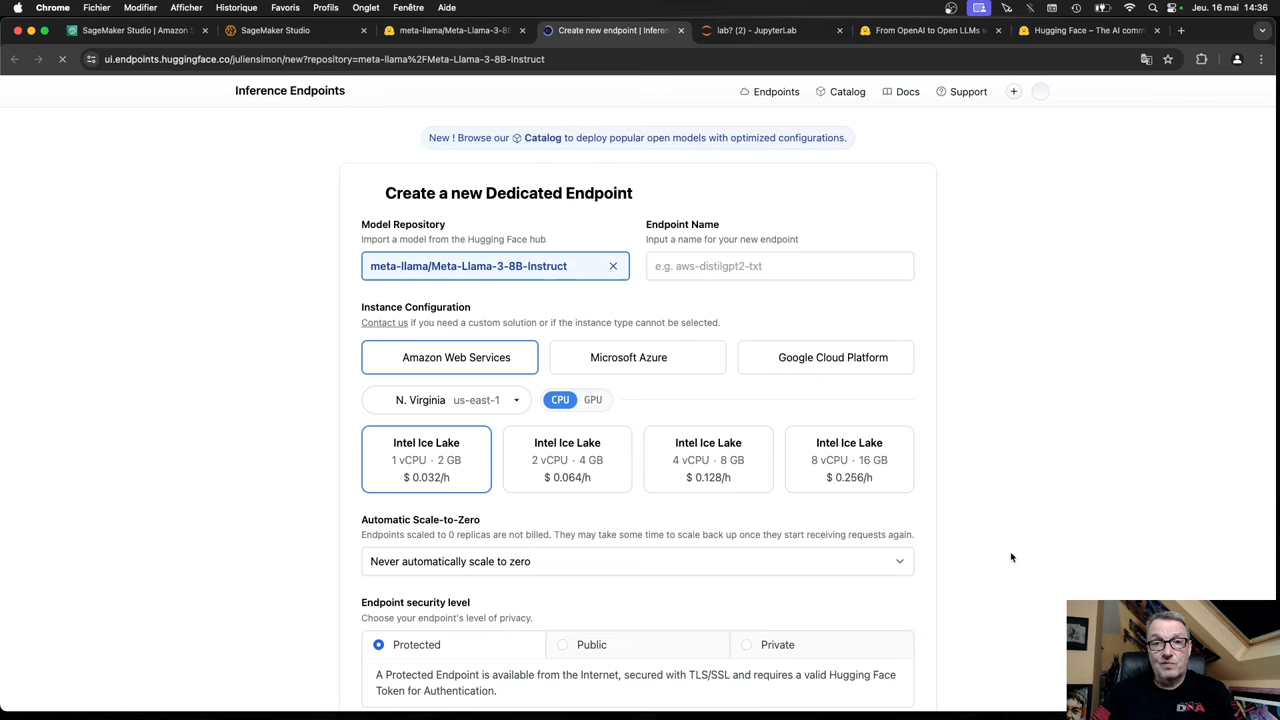 Chrome Fichier Modifier Afficher Historique Favoris Profils Onglet Fenêtre Aide Jeu. 16 mai 14:36
SageMaker Studio | Amazon S SageMaker Studio meta-llama/Meta-Llama-3-8B Create new endpoint | Inferen lab? (2) - JupyterLab From OpenAI to Open LLMs w Hugging Face – The AI comm
ui.endpoints.huggingface.co/juliensimon/new?repository=meta-llama%2FMeta-Llama-3-8B-Instruct
Inference Endpoints Endpoints Catalog Docs Support
New ! Browse our Catalog to deploy popular open models with optimized configurations.
Create a new Dedicated Endpoint
Model Repository Endpoint Name
Import a model from the Hugging Face hub Input a name for your new endpoint
meta-llama/Meta-Llama-3-8B-Instruct e.g. aws-distilgpt2-txt
Instance Configuration
Contact us if you need a custom solution or if the instance type cannot be selected.
Amazon Web Services Microsoft Azure Google Cloud Platform
N. Virginia us-east-1 CPU GPU
Intel Ice Lake Intel Ice Lake Intel Ice Lake Intel Ice Lake
1 vCPU · 2 GB 2 vCPU · 4 GB 4 vCPU · 8 GB 8 vCPU · 16 GB
$ 0.032/h $ 0.064/h $ 0.128/h $ 0.256/h
Automatic Scale-to-Zero
Endpoints scaled to 0 replicas are not billed. They may take some time to scale back up once they start receiving requests again.
Never automatically scale to zero
Endpoint security level
Choose your endpoint's level of privacy.
Protected Public Private
A Protected Endpoint is available from the Internet, secured with TLS/SSL and requires a valid Hugging Face
Token for Authentication.
DNA